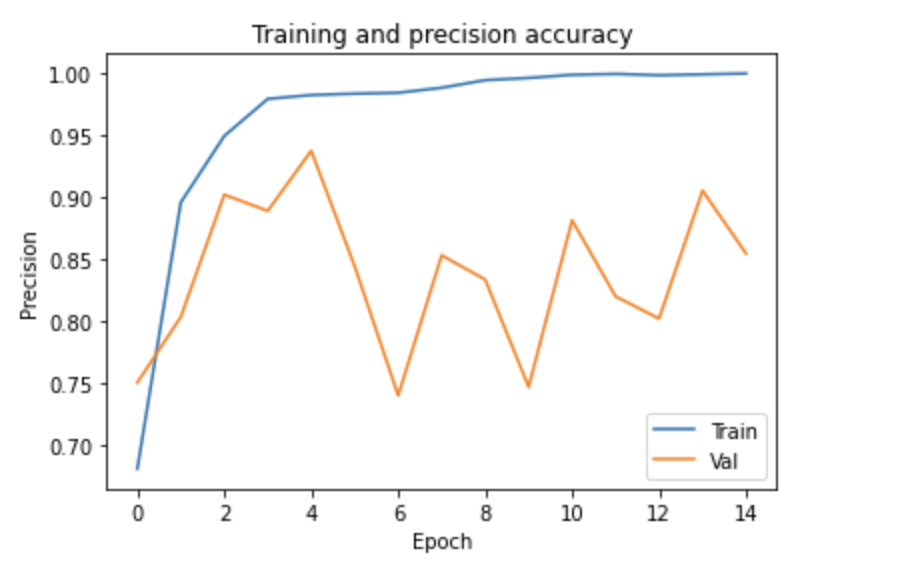 Training and precision accuracy
1.00
0.95
0.90
0.85
0.80
0.75
0.70
Precision
Train
Val
0 2 4 6 8 10 12 14
Epoch